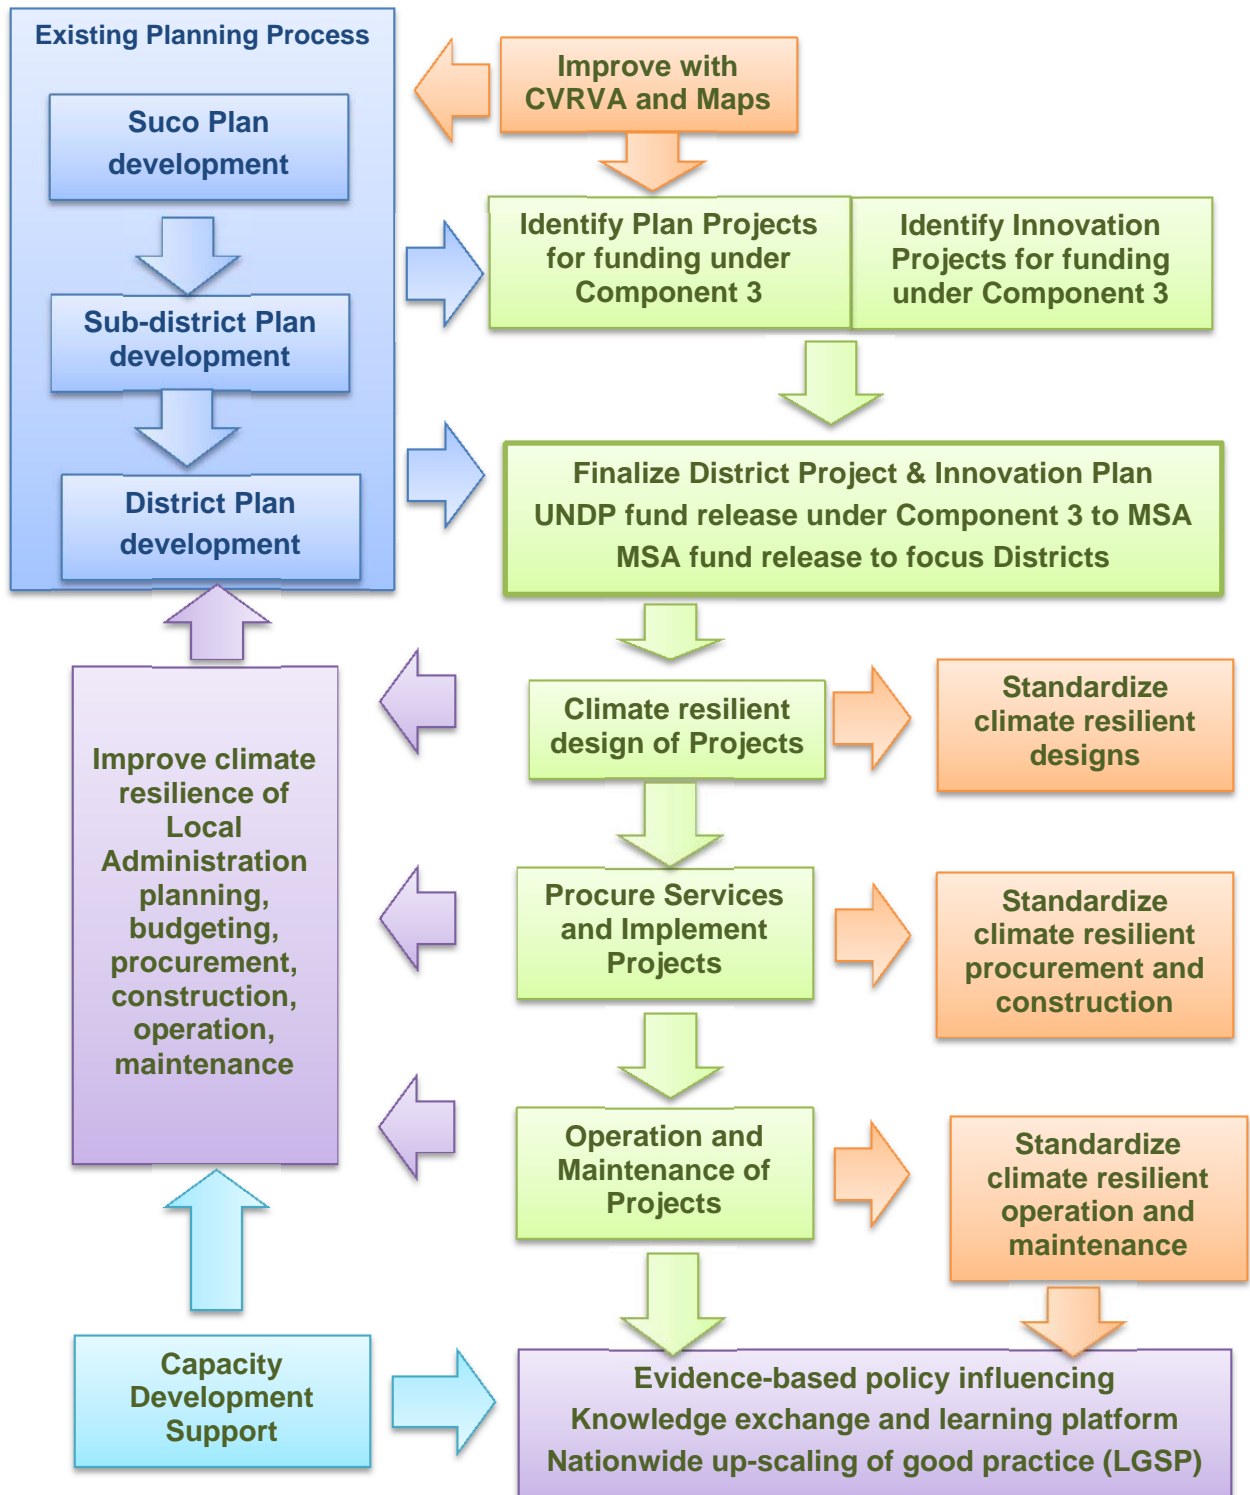 Existing Planning Process
Suco Plan
development
Sub-district Plan
development
District Plan
development
Improve with
CVRVA and Maps
Identify Plan Projects
for funding under
Component 3
Identify Innovation
Projects for funding
under Component 3
Finalize District Project & Innovation Plan
UNDP fund release under Component 3 to MSA
MSA fund release to focus Districts
Climate resilient
design of Projects
Standardize
climate resilient
designs
Improve climate
resilience of
Local
Administration
planning,
budgeting,
procurement,
construction,
operation,
maintenance
Procure Services
and Implement
Projects
Standardize
climate resilient
procurement and
construction
Operation and
Maintenance of
Projects
Standardize
climate resilient
operation and
maintenance
Capacity
Development
Support
Evidence-based policy influencing
Knowledge exchange and learning platform
Nationwide up-scaling of good practice (LGSP)